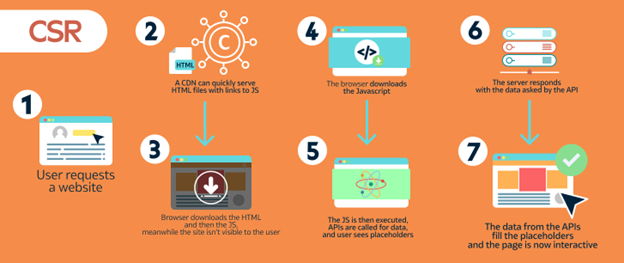 CSR
1
User requests
a website
2
C
HTML
A CDN can quickly serve
HTML files with links to JS
3
Browser downloads the HTML
and then the JS,
meanwhile the site isn't visible to the user
4
</>
The browser downloads
the Javascript
5
The JS is then executed,
APIs are called for data,
and user sees placeholders
6
The server responds
with the data asked by the API
7
The data from the APIs
fill the placeholders
and the page is now interactive